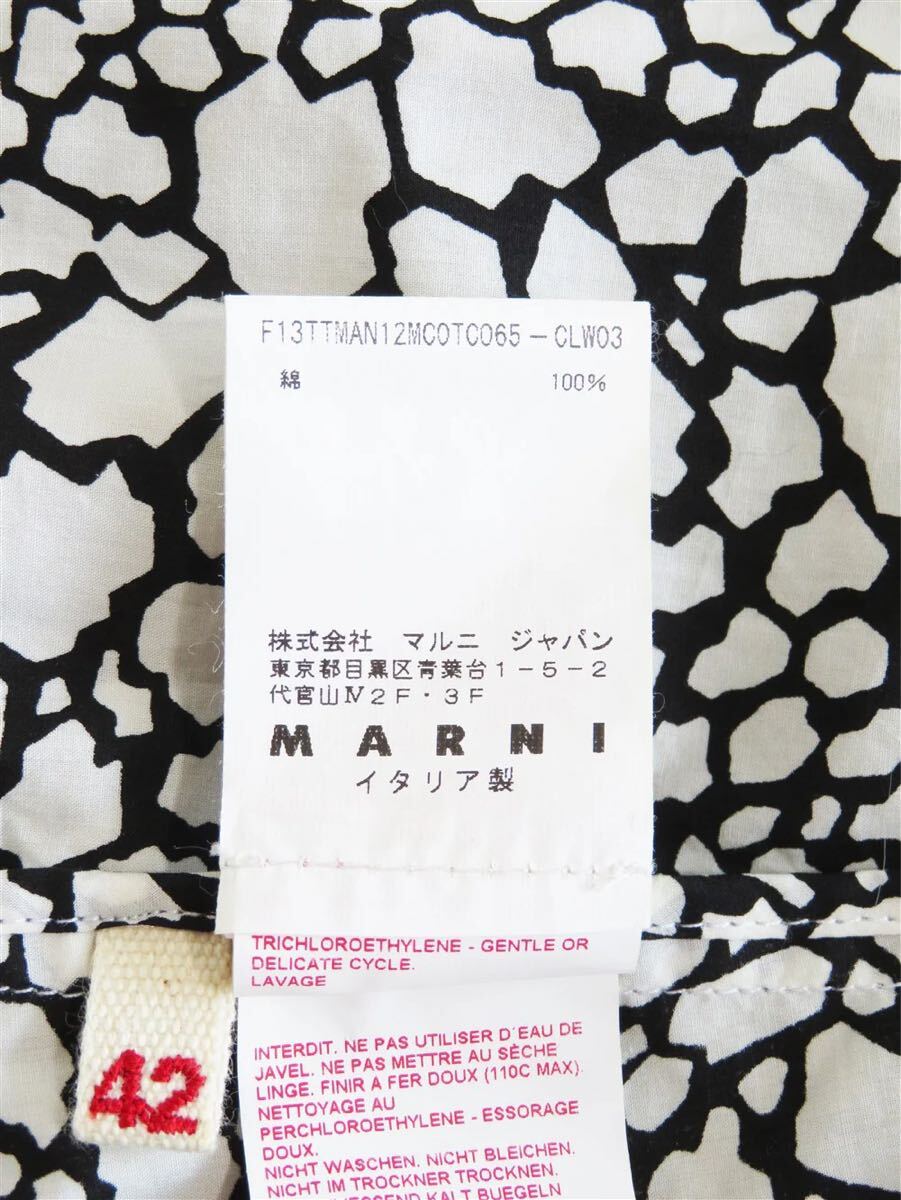 F13TTMAN12MCOTCO65-CLW03
綿 100%
株式会社 マルニ ジャパン
東京都目黒区青葉台1-5-2
代官山Ⅳ2F・3F
MARNI
イタリア製
TRICHLOROETHYLENE - GENTLE OR
DELICATE CYCLE.
LAVAGE
INTERDIT. NE PAS UTILISER D'EAU DE
JAVEL. NE PAS METTRE AU SÈCHE
LINGE. FINIR A FER DOUX (110C MAX).
NETTOYAGE AU
PERCHLOROETHYLENE - ESSORAGE
DOUX.
NICHT WASCHEN. NICHT BLEICHEN.
NICHT IM TROCKNER TROCKNEN.
KALT BUEGELN
42